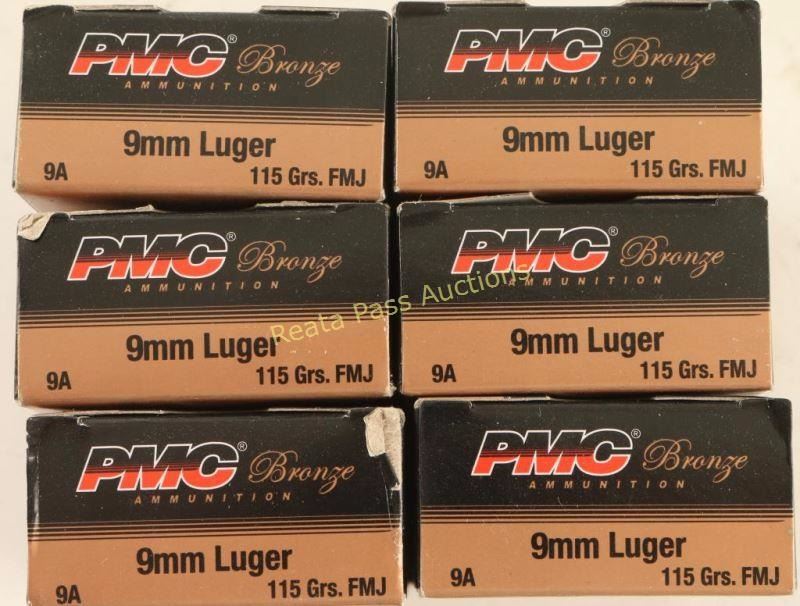 PMC® Bronze
AMMUNITION
9mm Luger
9A 115 Grs. FMJ
PMC® Bronze
AMMUNITION
9mm Luger
9A 115 Grs. FMJ
PMC® Bronze
AMMUNITION
9mm Luger
9A 115 Grs. FMJ
PMC® Bronze
AMMUNITION
9mm Luger
9A 115 Grs. FMJ
Reata Pass Auctions
PMC® Bronze
AMMUNITION
9mm Luger
9A 115 Grs. FMJ
PMC® Bronze
AMMUNITION
9mm Luger
9A 115 Grs. FMJ